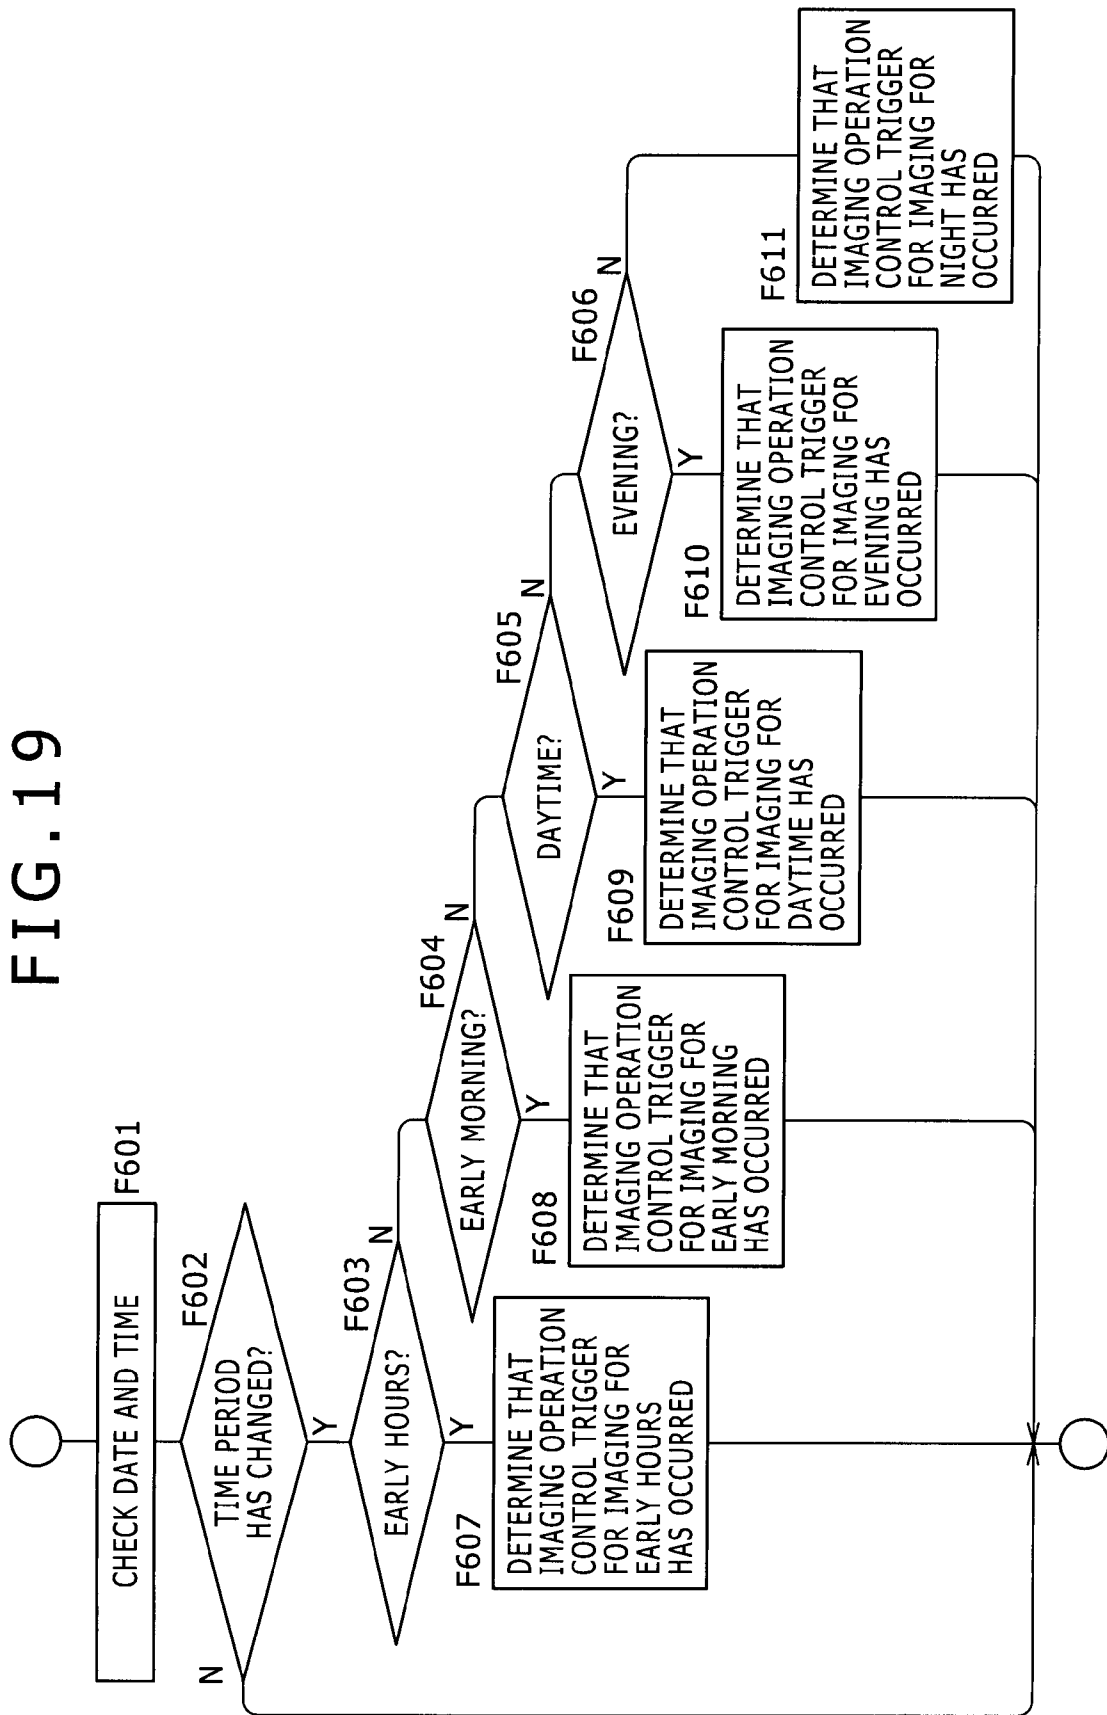 FIG.19
CHECK DATE AND TIME
F601
TIME PERIOD
HAS CHANGED?
F602
N
Y
EARLY HOURS?
F603
N
Y
EARLY MORNING?
F604
N
Y
DAYTIME?
F605
N
Y
EVENING?
F606
N
Y
F607
DETERMINE THAT
IMAGING OPERATION
CONTROL TRIGGER
FOR IMAGING FOR
EARLY HOURS
HAS OCCURRED
F608
DETERMINE THAT
IMAGING OPERATION
CONTROL TRIGGER
FOR IMAGING FOR
EARLY MORNING
HAS OCCURRED
F609
DETERMINE THAT
IMAGING OPERATION
CONTROL TRIGGER
FOR IMAGING FOR
DAYTIME HAS
OCCURRED
F610
DETERMINE THAT
IMAGING OPERATION
CONTROL TRIGGER
FOR IMAGING FOR
EVENING HAS
OCCURRED
F611
DETERMINE THAT
IMAGING OPERATION
CONTROL TRIGGER
FOR IMAGING FOR
NIGHT HAS
OCCURRED